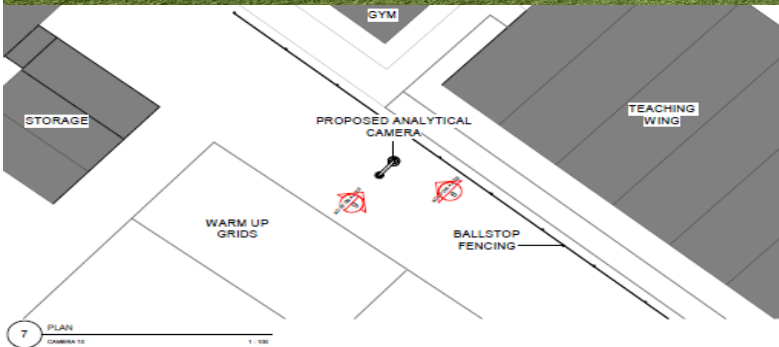 GYM
STORAGE
TEACHING
WING
PROPOSED ANALYTICAL
CAMERA
WARM UP
GRIDS
BALLSTOP
FENCING
7
PLAN
CAMERA 10
1 : 100